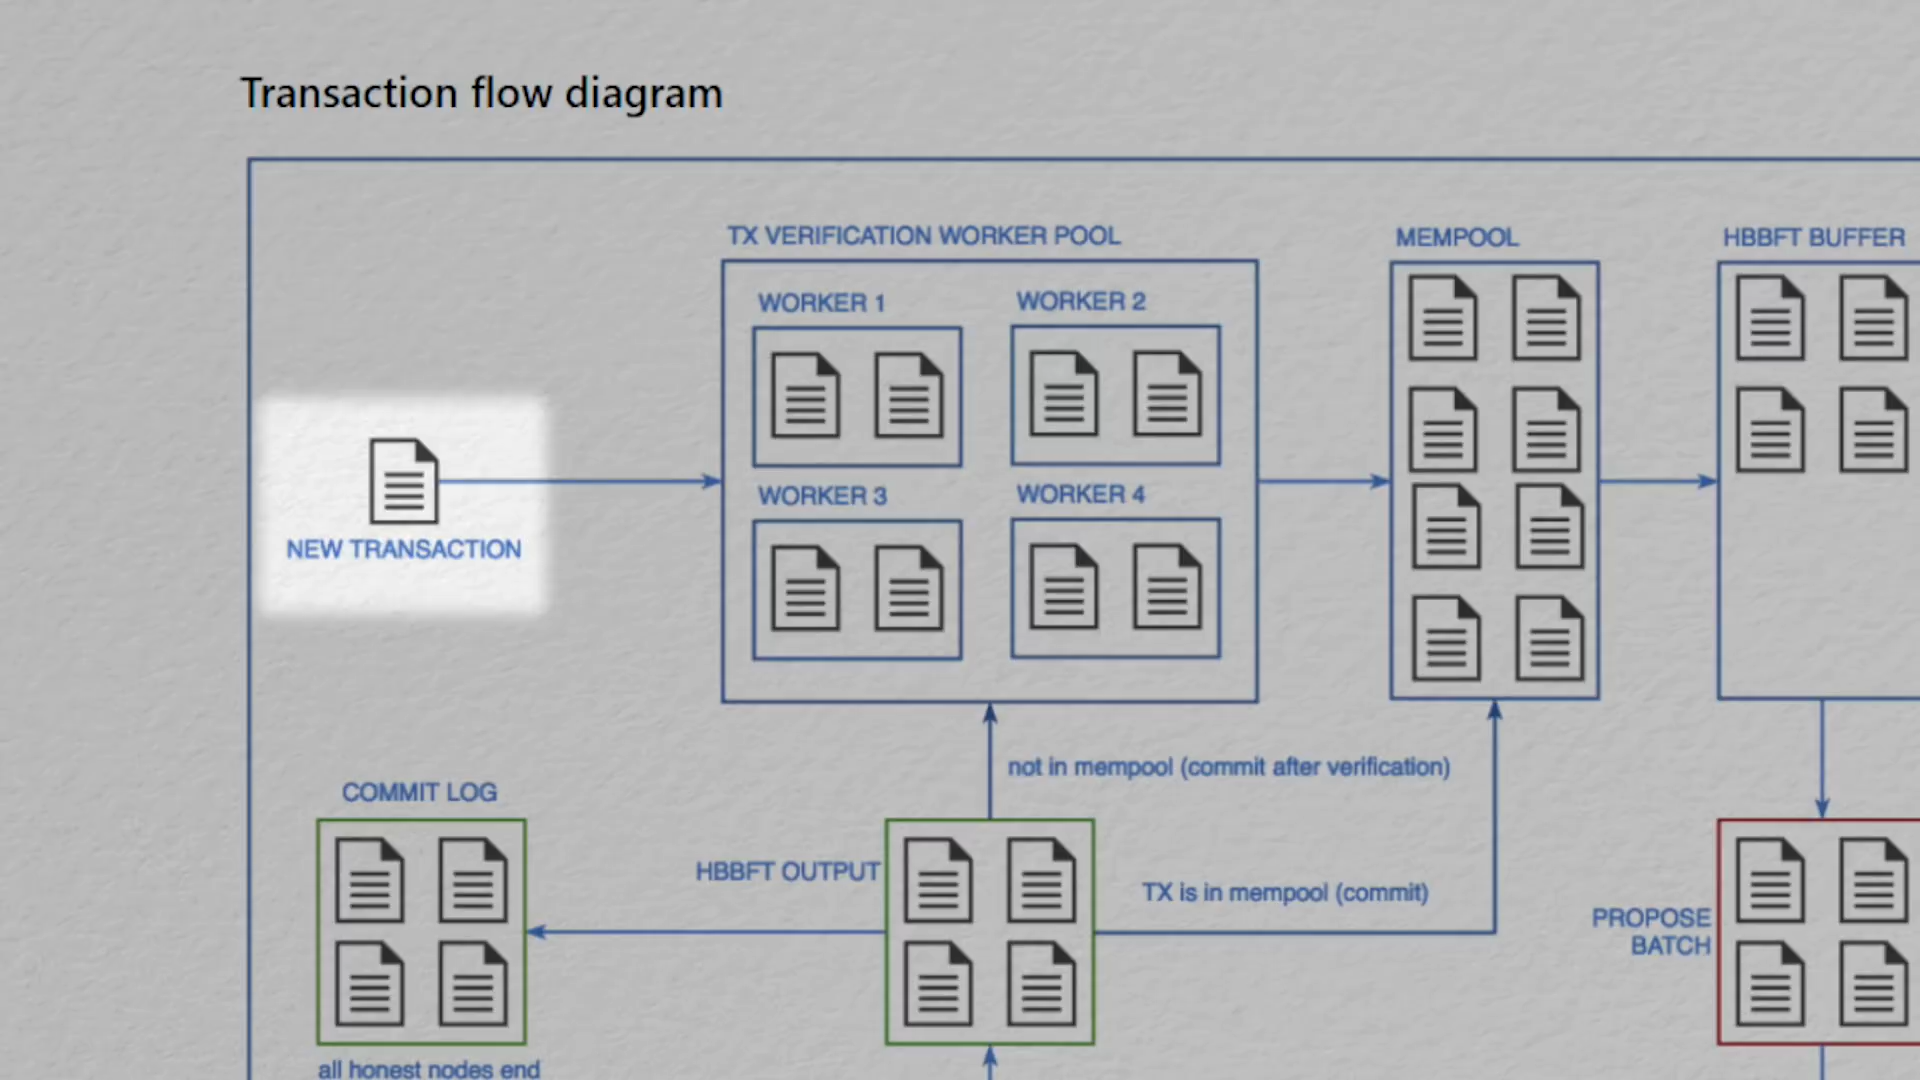 Transaction flow diagram
TX VERIFICATION WORKER POOL
MEMPOOL
HBBFT BUFFER
WORKER 1
WORKER 2
WORKER 3
WORKER 4
NEW TRANSACTION
not in mempool (commit after verification)
COMMIT LOG
HBBFT OUTPUT
TX is in mempool (commit)
PROPOSE
BATCH
all honest nodes end